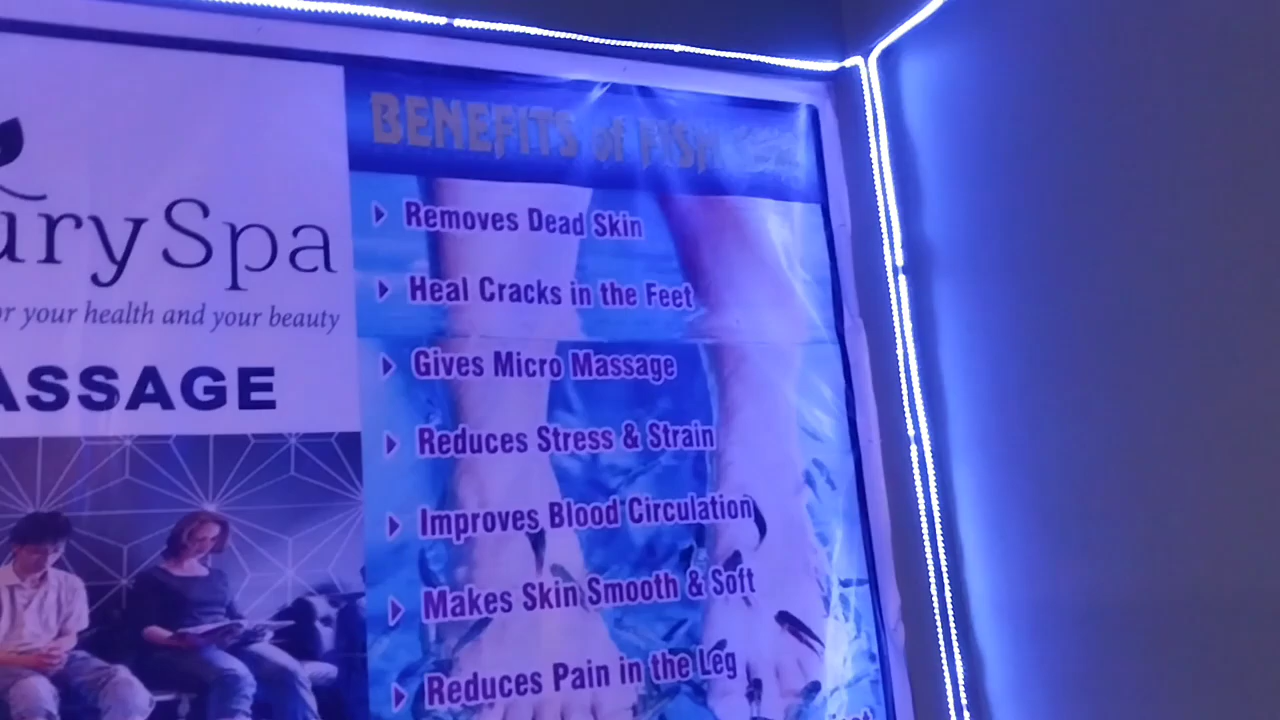 urySpa
or your health and your beauty
ASSAGE
BENEFITS of FISH
Removes Dead Skin
Heal Cracks in the Feet
Gives Micro Massage
Reduces Stress & Strain
Improves Blood Circulation
Makes Skin Smooth & Soft
Reduces Pain in the Leg